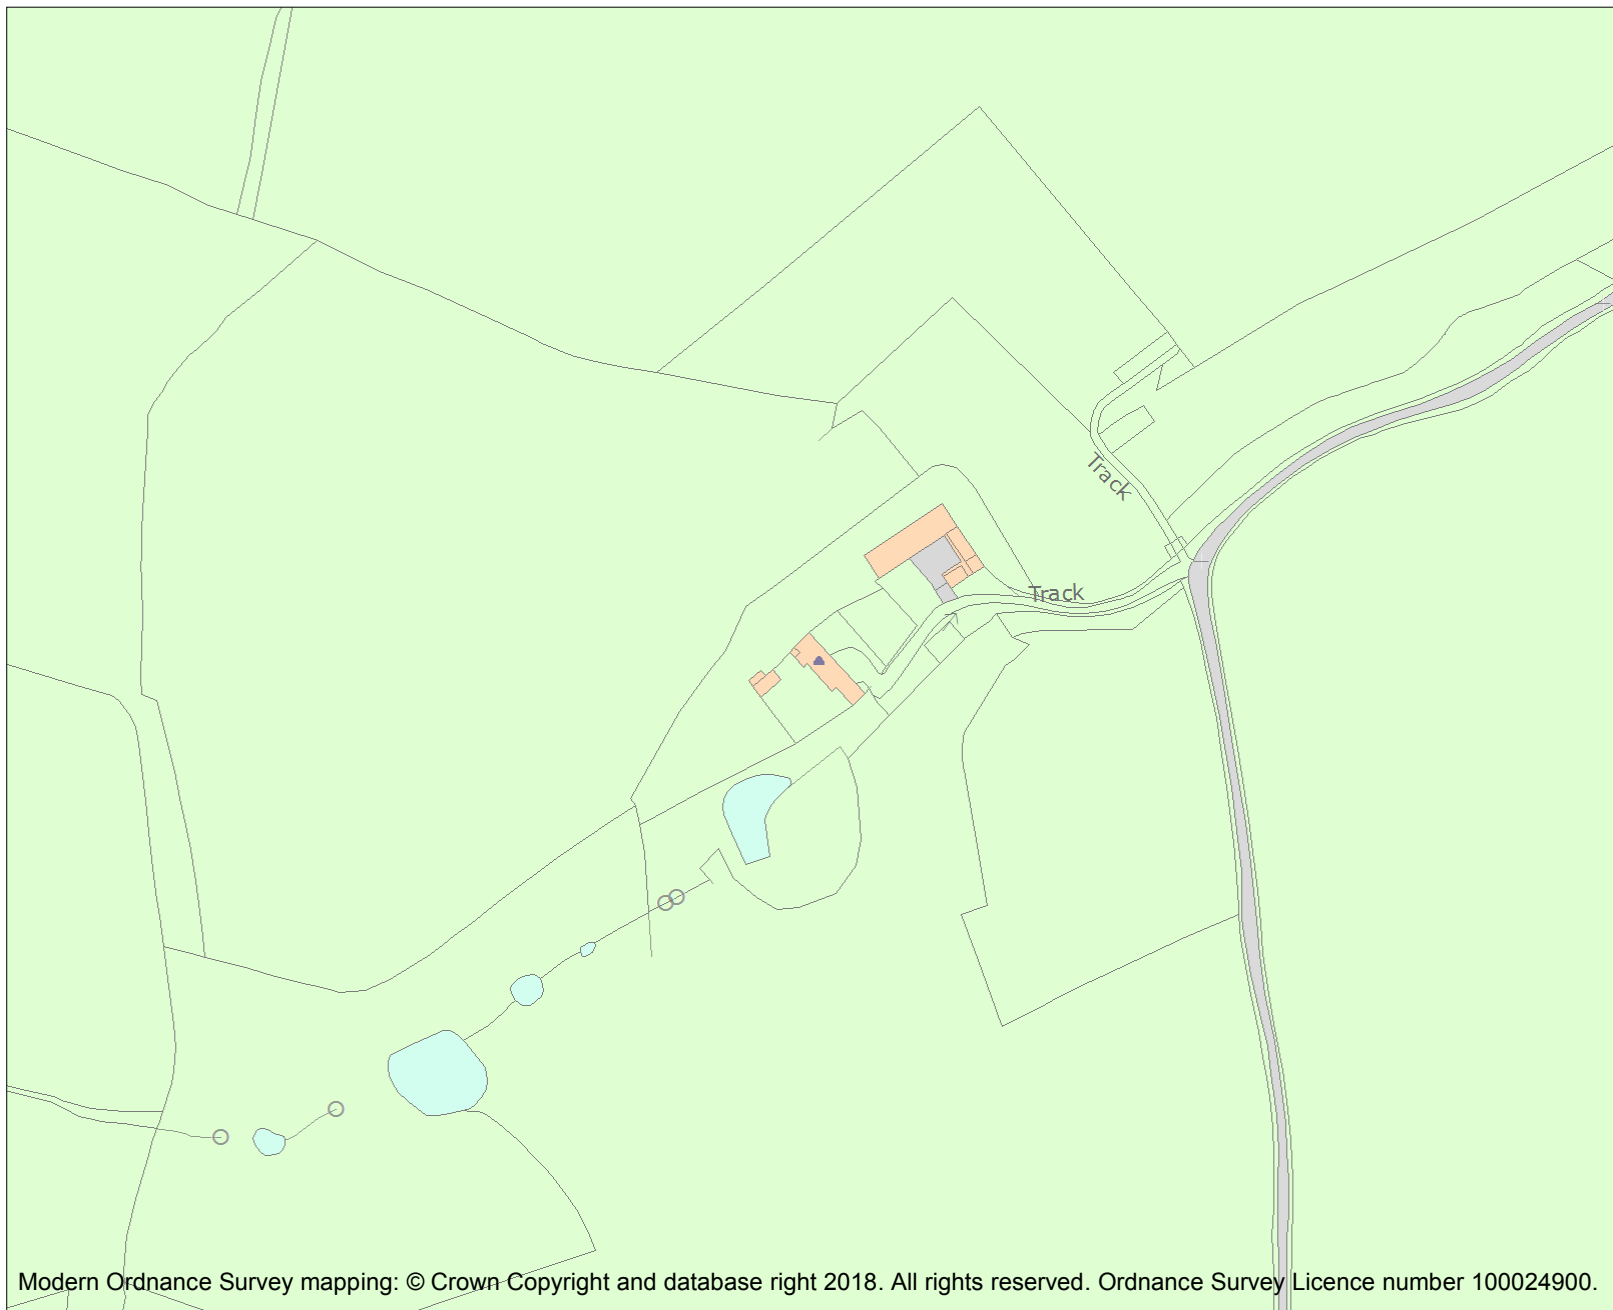 Track
Track
Modern Ordnance Survey mapping: © Crown Copyright and database right 2018. All rights reserved. Ordnance Survey Licence number 100024900.